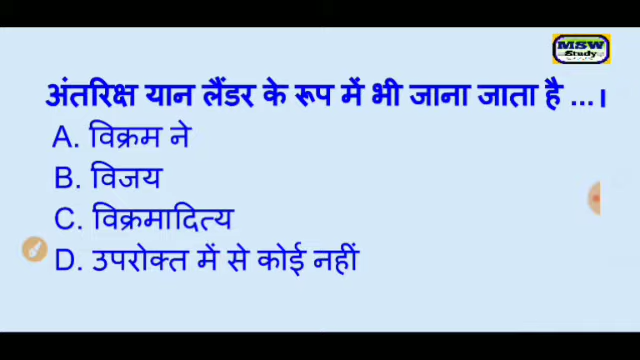 MSW
Study
अंतरिक्ष यान लैंडर के रूप में भी जाना जाता है ...।
A. विक्रम ने
B. विजय
C. विक्रमादित्य
D. उपरोक्त में से कोई नहीं